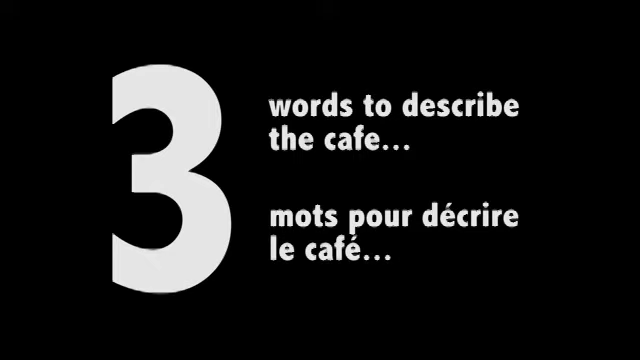 3
words to describe
the cafe...
mots pour décrire
le café...